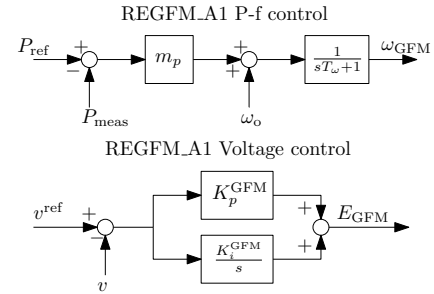 REGFM_A1 P-f control
P_ref
+
−
m_p
+
+
1
sT_ω+1
ω_GFM
P_meas
ω_o
REGFM_A1 Voltage control
K_p^GFM
v^ref
+
−
+
E_GFM
K_i^GFM
s
+
v